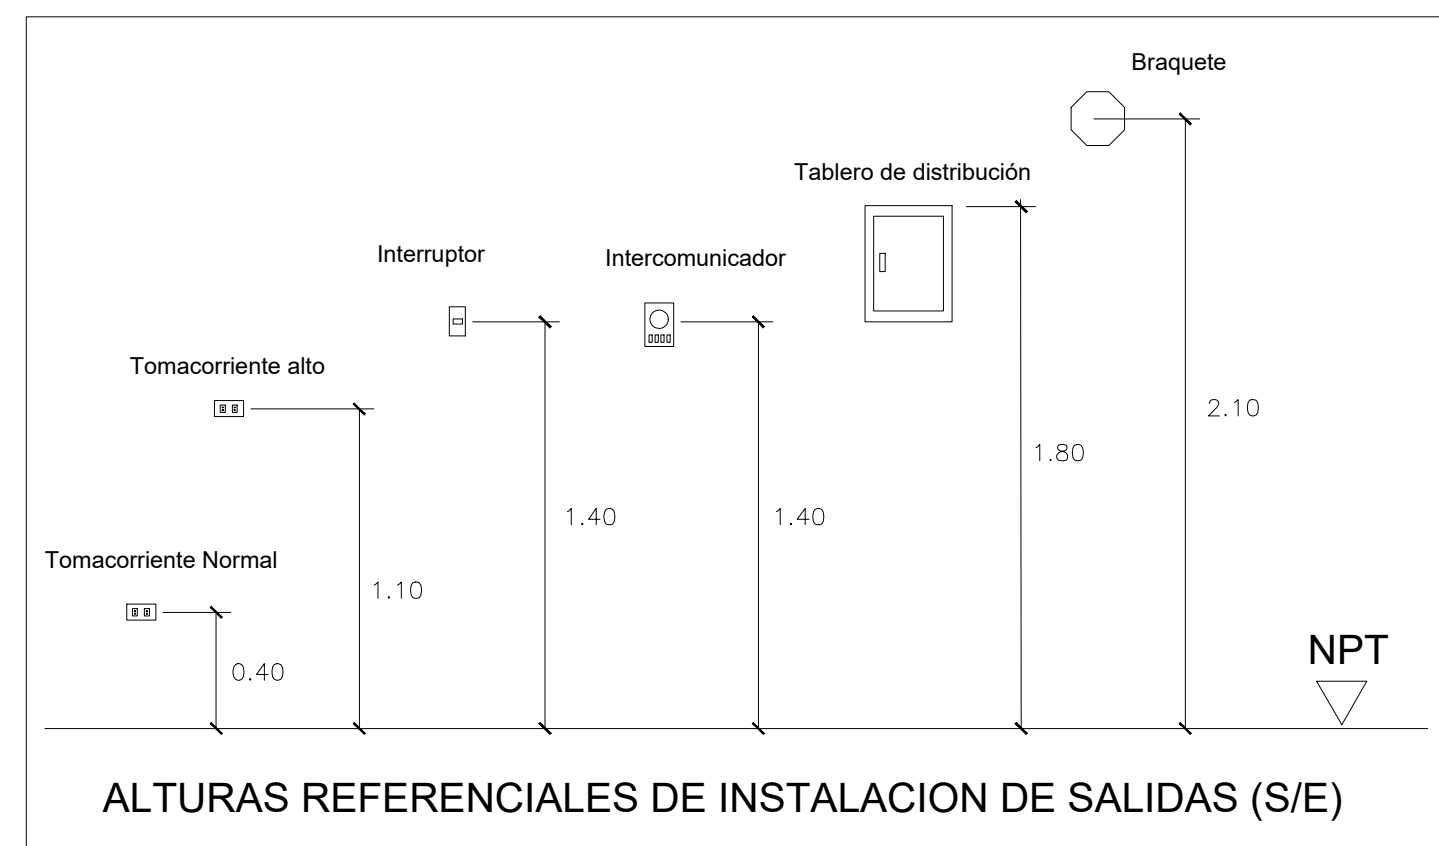 Braquete
Tablero de distribución
Interruptor
Intercomunicador
Tomacorriente alto
2.10
1.80
1.40
1.40
Tomacorriente Normal
1.10
0.40
NPT
ALTURAS REFERENCIALES DE INSTALACION DE SALIDAS (S/E)